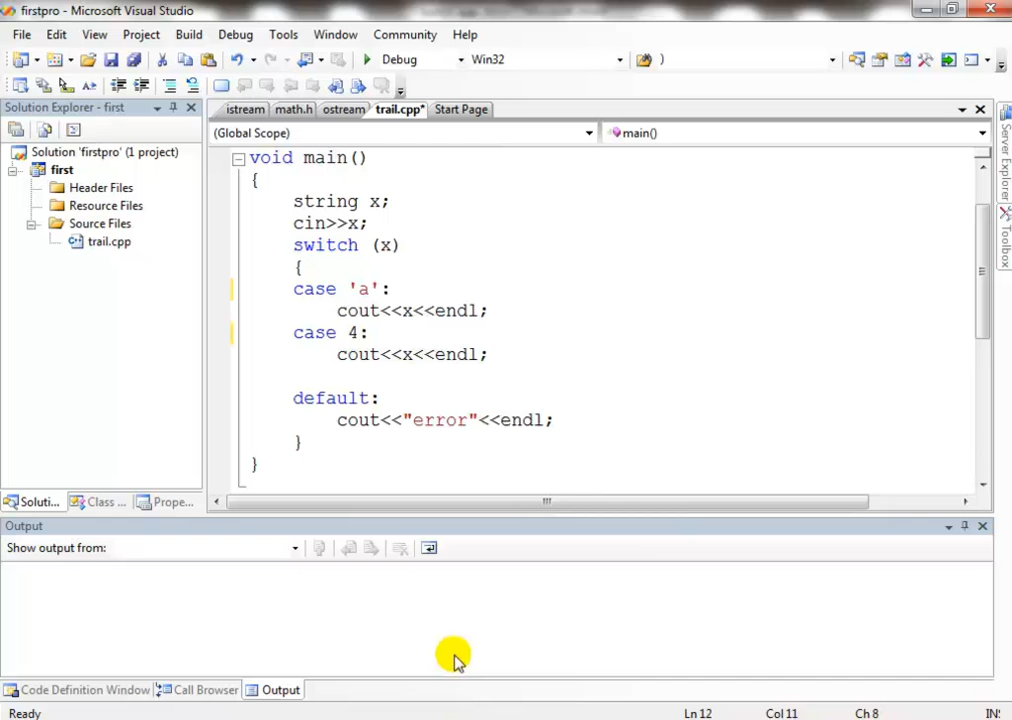 firstpro - Microsoft Visual Studio
File Edit View Project Build Debug Tools Window Community Help
Debug Win32 )
Solution Explorer - first
istream math.h ostream trail.cpp* Start Page
(Global Scope) main()
Solution 'firstpro' (1 project)
first
Header Files
Resource Files
Source Files
trail.cpp
void main()
{
string x;
cin>>x;
switch (x)
{
case 'a':
cout<<x<<endl;
case 4:
cout<<x<<endl;
default:
cout<<"error"<<endl;
}
}
Server Explorer
Toolbox
Soluti... Class ... Prope...
Output
Show output from:
Code Definition Window Call Browser Output
Ready Ln 12 Col 11 Ch 8 IN